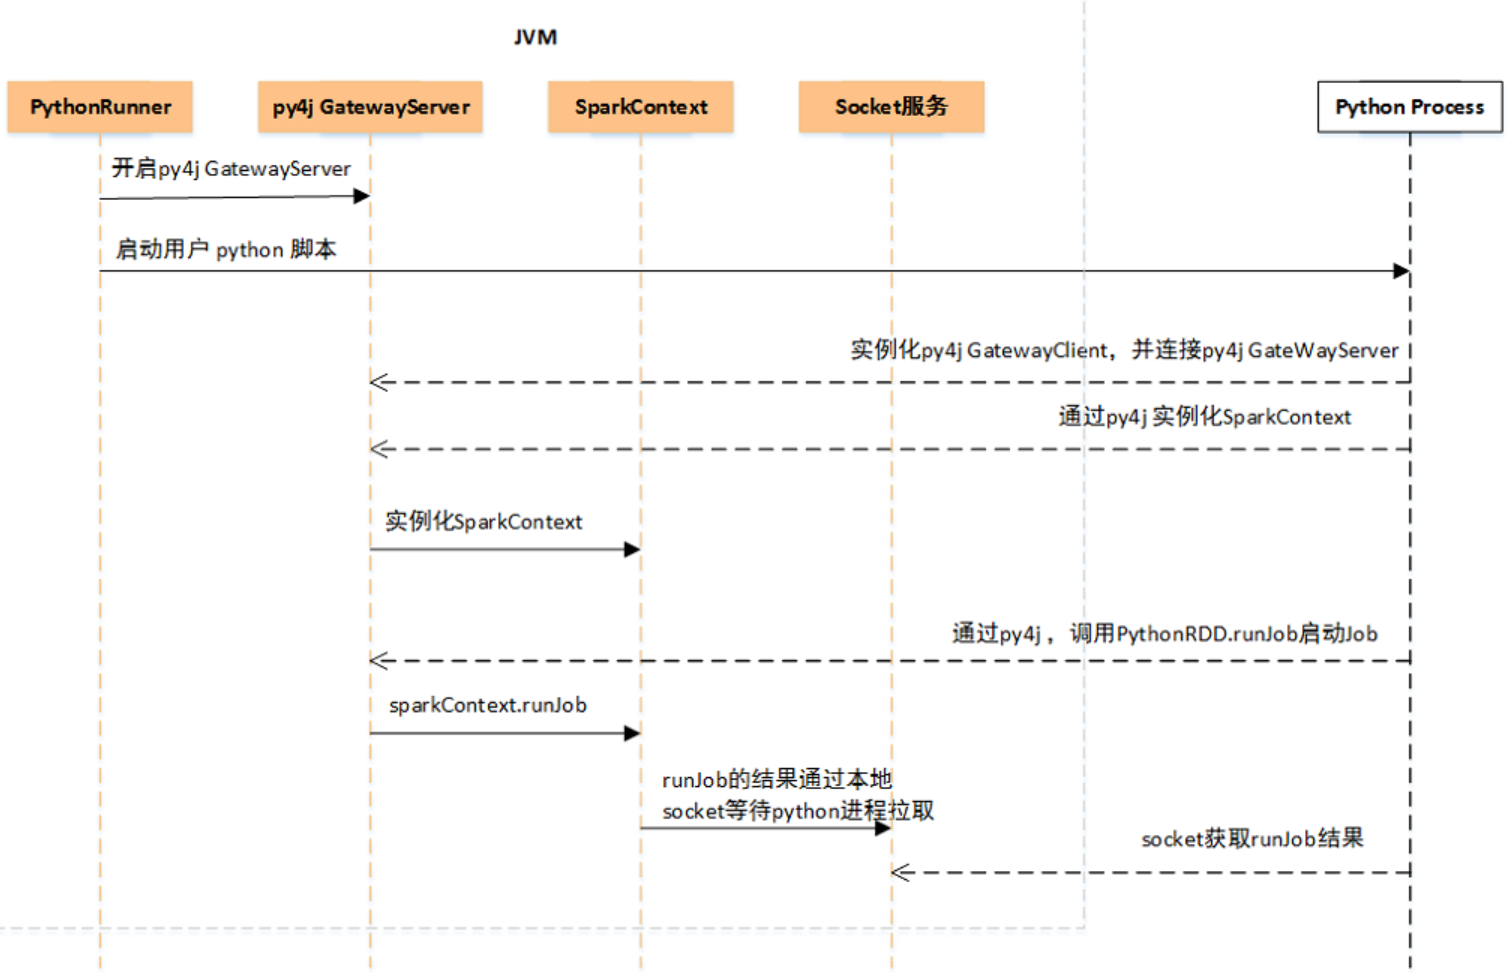 JVM
PythonRunner
py4j GatewayServer
SparkContext
Socket服务
Python Process
开启py4j GatewayServer
启动用户 python 脚本
实例化py4j GatewayClient，并连接py4j GateWayServer
通过py4j 实例化SparkContext
实例化SparkContext
通过py4j ，调用PythonRDD.runJob启动Job
sparkContext.runJob
runJob的结果通过本地
socket等待python进程拉取
socket获取runJob结果